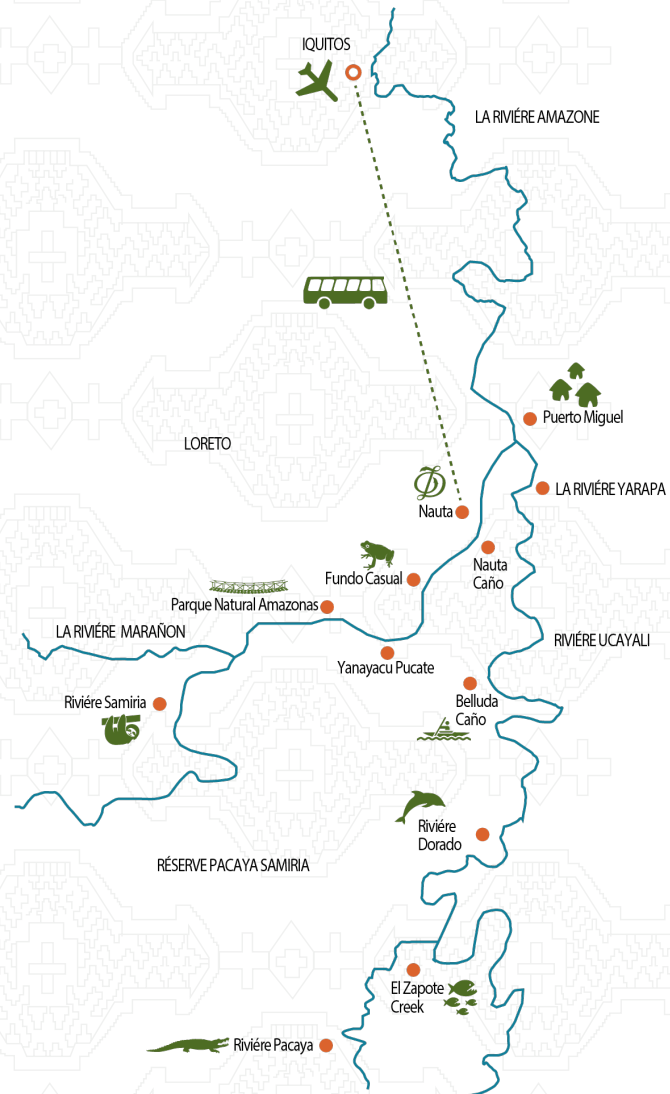 IQUITOS
LA RIVIÉRE AMAZONE
Puerto Miguel
LORETO
LA RIVIÉRE YARAPA
Nauta
Nauta
Caño
Fundo Casual
Parque Natural Amazonas
LA RIVIÉRE MARAÑON
RIVIÉRE UCAYALI
Yanayacu Pucate
Riviére Samiria
Belluda
Caño
Riviére
Dorado
RÉSERVE PACAYA SAMIRIA
El Zapote
Creek
Riviére Pacaya